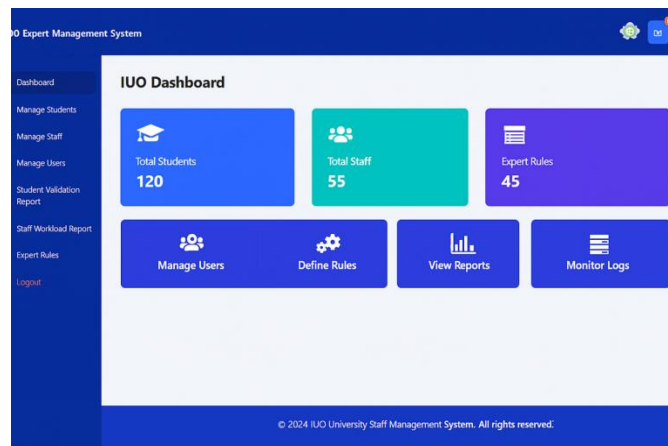 O Expert Management System
Dashboard
Manage Students
Manage Staff
Manage Users
Student Validation
Report
Staff Workload Report
Expert Rules
Logout
IUO Dashboard
Total Students
120
Total Staff
55
Expert Rules
45
Manage Users
Define Rules
View Reports
Monitor Logs
© 2024 IUO University Staff Management System. All rights reserved.